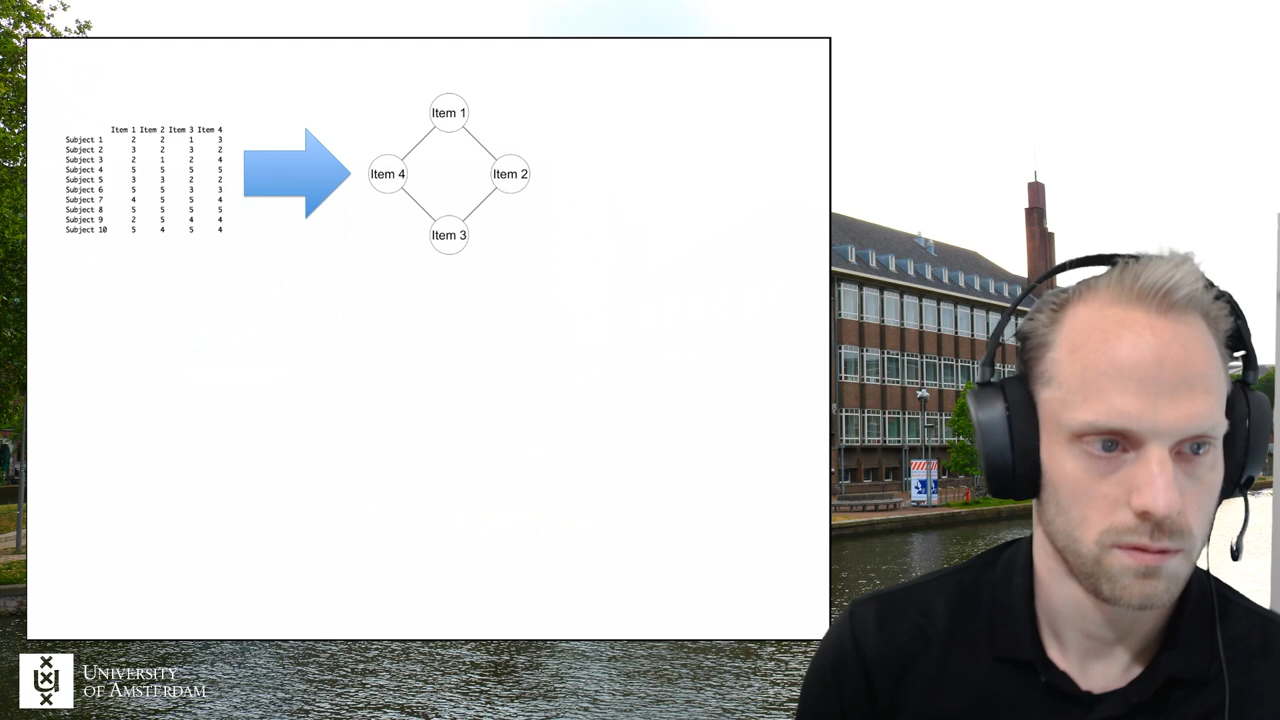 Item 1 Item 2 Item 3 Item 4
Subject 1 2 2 1 3
Subject 2 3 2 3 2
Subject 3 2 1 2 4
Subject 4 5 5 5 5
Subject 5 3 3 2 2
Subject 6 5 5 3 3
Subject 7 4 5 5 4
Subject 8 5 5 5 5
Subject 9 2 5 4 4
Subject 10 5 4 5 4
Item 1
Item 4
Item 2
Item 3
UNIVERSITY
OF AMSTERDAM